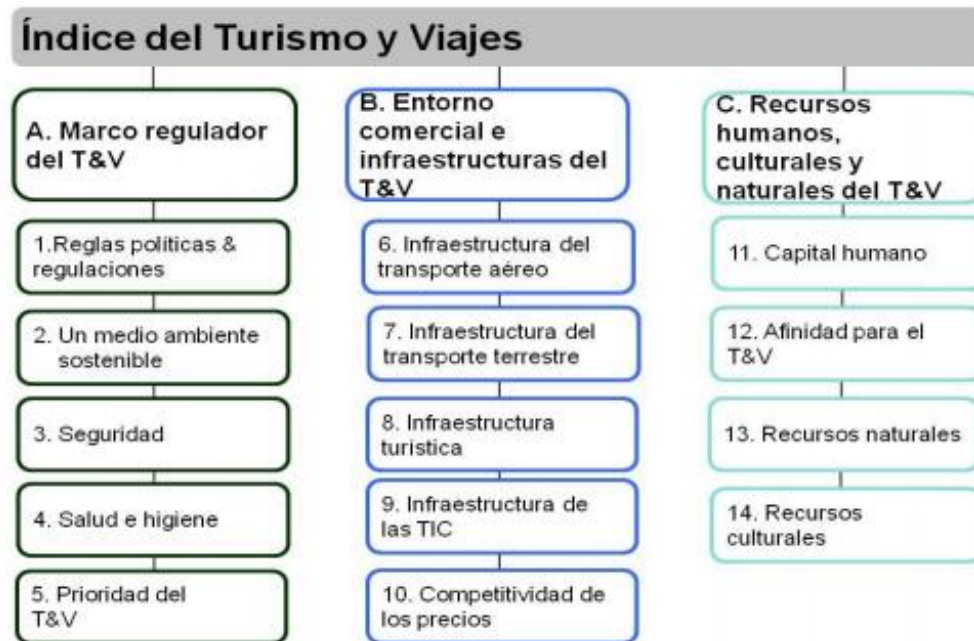 Índice del Turismo y Viajes
A. Marco regulador
del T&V
1.Reglas políticas &
regulaciones
2. Un medio ambiente
sostenible
3. Seguridad
4. Salud e higiene
5. Prioridad del
T&V
B. Entorno
comercial e
infraestructuras del
T&V
6. Infraestructura del
transporte aéreo
7. Infraestructura del
transporte terrestre
8. Infraestructura
turística
9. Infraestructura de
las TIC
10. Competitividad de
los precios
C. Recursos
humanos,
culturales y
naturales del T&V
11. Capital humano
12. Afinidad para el
T&V
13. Recursos naturales
14. Recursos
culturales